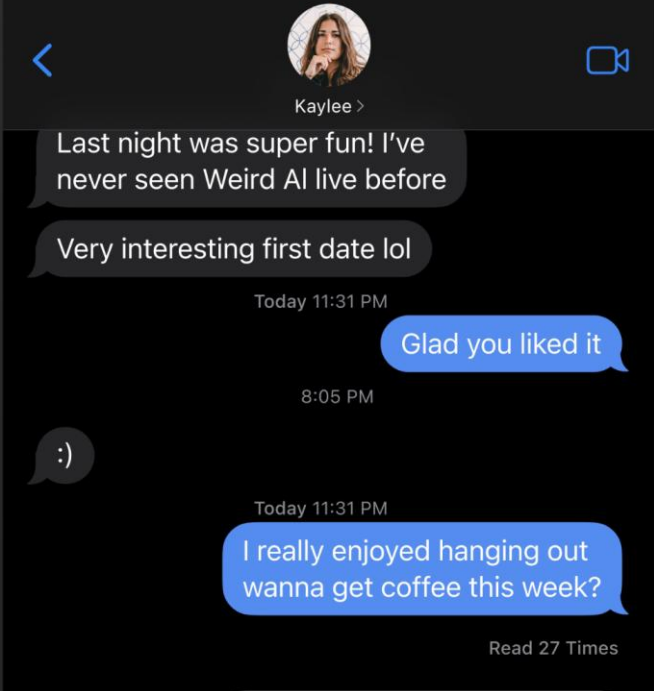 Kaylee >
Last night was super fun! I’ve
never seen Weird Al live before
Very interesting first date lol
Today 11:31 PM
Glad you liked it
8:05 PM
:)
Today 11:31 PM
I really enjoyed hanging out
wanna get coffee this week?
Read 27 Times